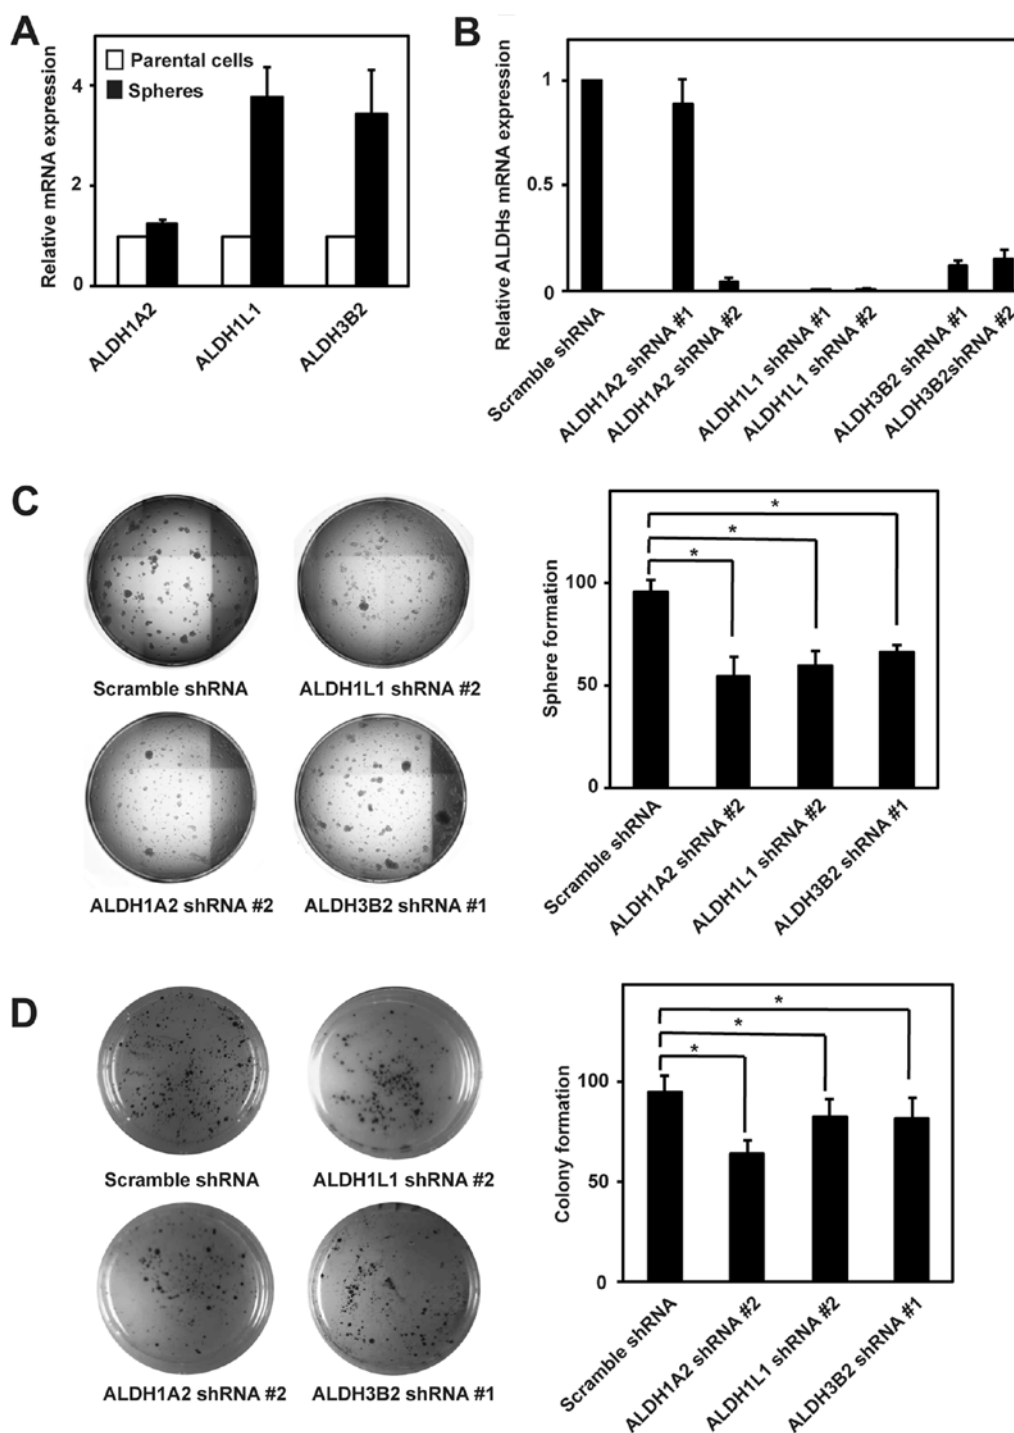 A
Relative mRNA expression
4
2
0
Parental cells
Spheres
ALDH1A2
ALDH1L1
ALDH3B2
B
Relative ALDHs mRNA expression
1
0.5
0
Scramble shRNA
ALDH1A2 shRNA #1
ALDH1A2 shRNA #2
ALDH1L1 shRNA #1
ALDH1L1 shRNA #2
ALDH3B2 shRNA #1
ALDH3B2shRNA #2
C
Scramble shRNA
ALDH1L1 shRNA #2
ALDH1A2 shRNA #2
ALDH3B2 shRNA #1
Sphere formation
100
50
0
*
*
*
Scramble shRNA
ALDH1A2 shRNA #2
ALDH1L1 shRNA #2
ALDH3B2 shRNA #1
D
Scramble shRNA
ALDH1L1 shRNA #2
ALDH1A2 shRNA #2
ALDH3B2 shRNA #1
Colony formation
100
50
0
*
*
*
Scramble shRNA
ALDH1A2 shRNA #2
ALDH1L1 shRNA #2
ALDH3B2 shRNA #1